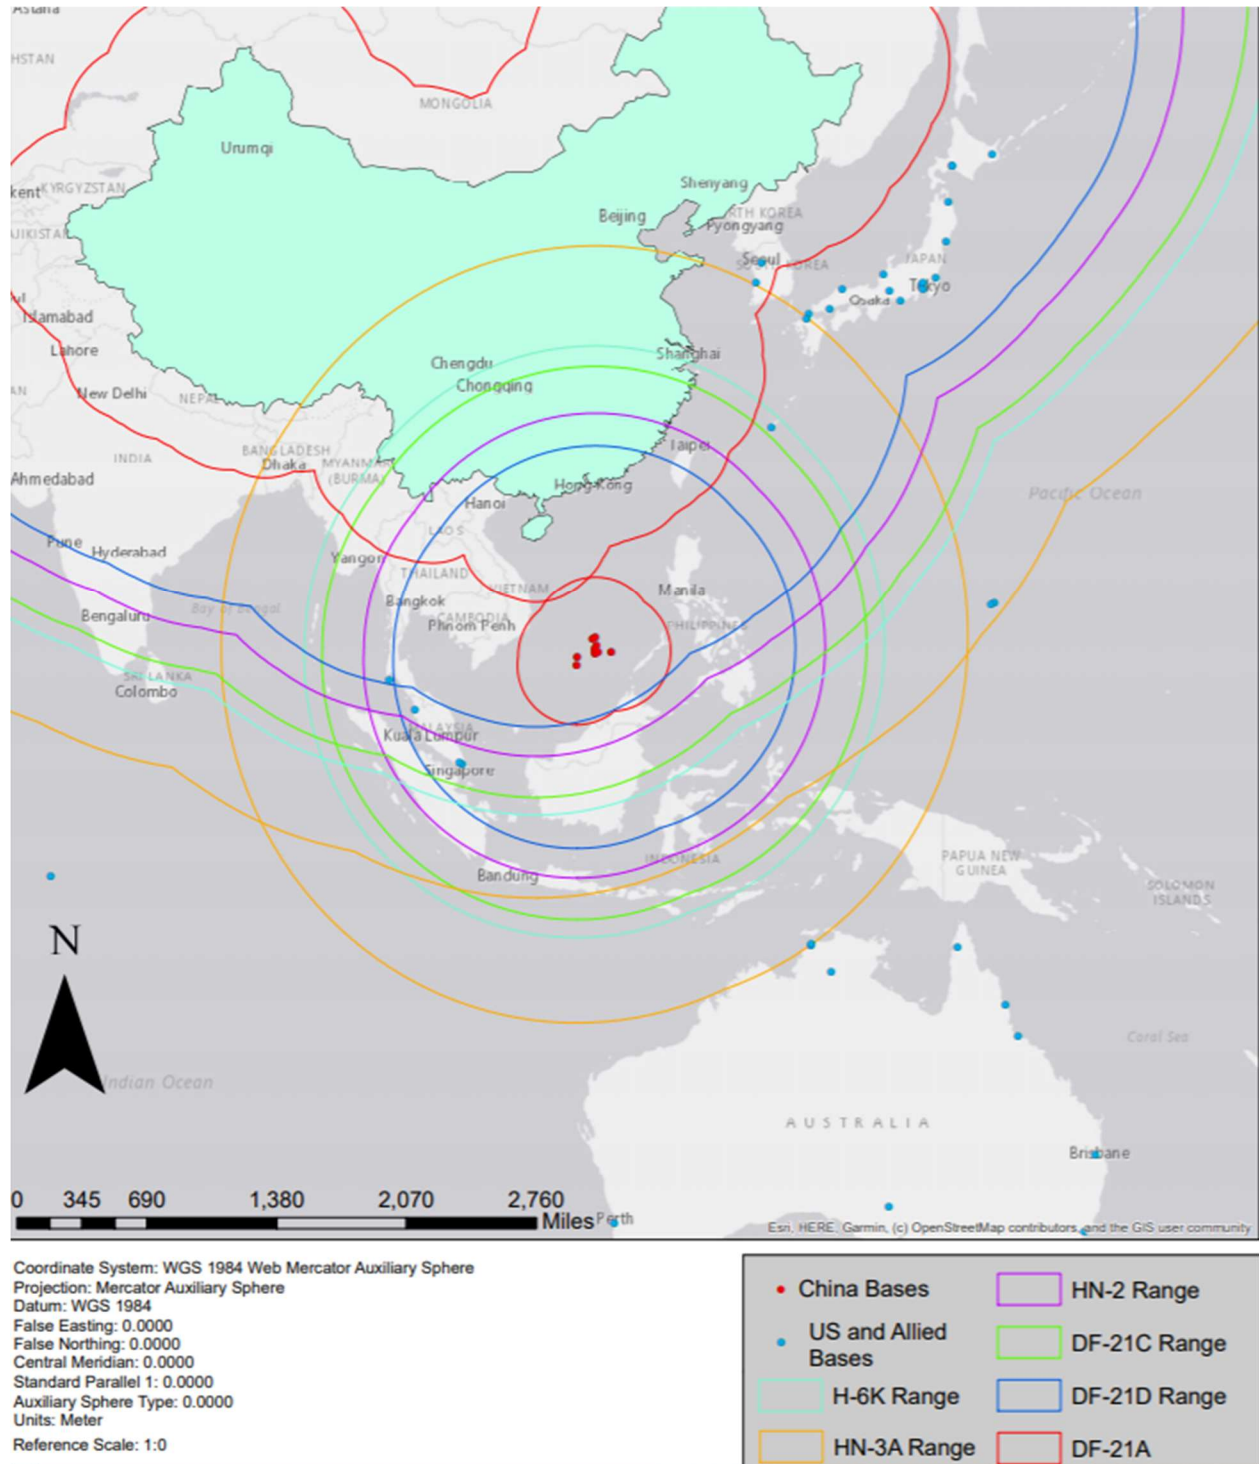 Astana
HSTAN
MONGOLIA
Urumqi
kent
KYRGYZSTAN
Shenyang
Beijing
RTH KOREA
Pyongyang
Seoul
JAPAN
Tokyo
Osaka
Islamabad
Lahore
Shanghai
Chengdu
Chongqing
New Delhi
NEPAL
AN
BANGLADESH
Dhaka
INDIA
MYANMAR
(BURMA)
Taipei
Ahmedabad
Hong Kong
Hanoi
Pacific Ocean
LAOS
Pune
Hyderabad
Yangon
THAILAND
VIETNAM
Manila
Bangkok
Bay of Bengal
Bengaluru
CAMBODIA
Phnom Penh
PHILIPPINES
SRI LANKA
Colombo
MALAYSIA
Kuala Lumpur
Singapore
INDONESIA
Bandung
PAPUA NEW
GUINEA
SOLOMON
ISLANDS
N
Coral Sea
Indian Ocean
AUSTRALIA
Brisbane
0 345 690 1,380 2,070 2,760
Miles
Perth
Esri, HERE, Garmin, (c) OpenStreetMap contributors, and the GIS user community
Coordinate System: WGS 1984 Web Mercator Auxiliary Sphere
Projection: Mercator Auxiliary Sphere
Datum: WGS 1984
False Easting: 0.0000
False Northing: 0.0000
Central Meridian: 0.0000
Standard Parallel 1: 0.0000
Auxiliary Sphere Type: 0.0000
Units: Meter
Reference Scale: 1:0
China Bases
US and Allied
Bases
H-6K Range
HN-3A Range
HN-2 Range
DF-21C Range
DF-21D Range
DF-21A